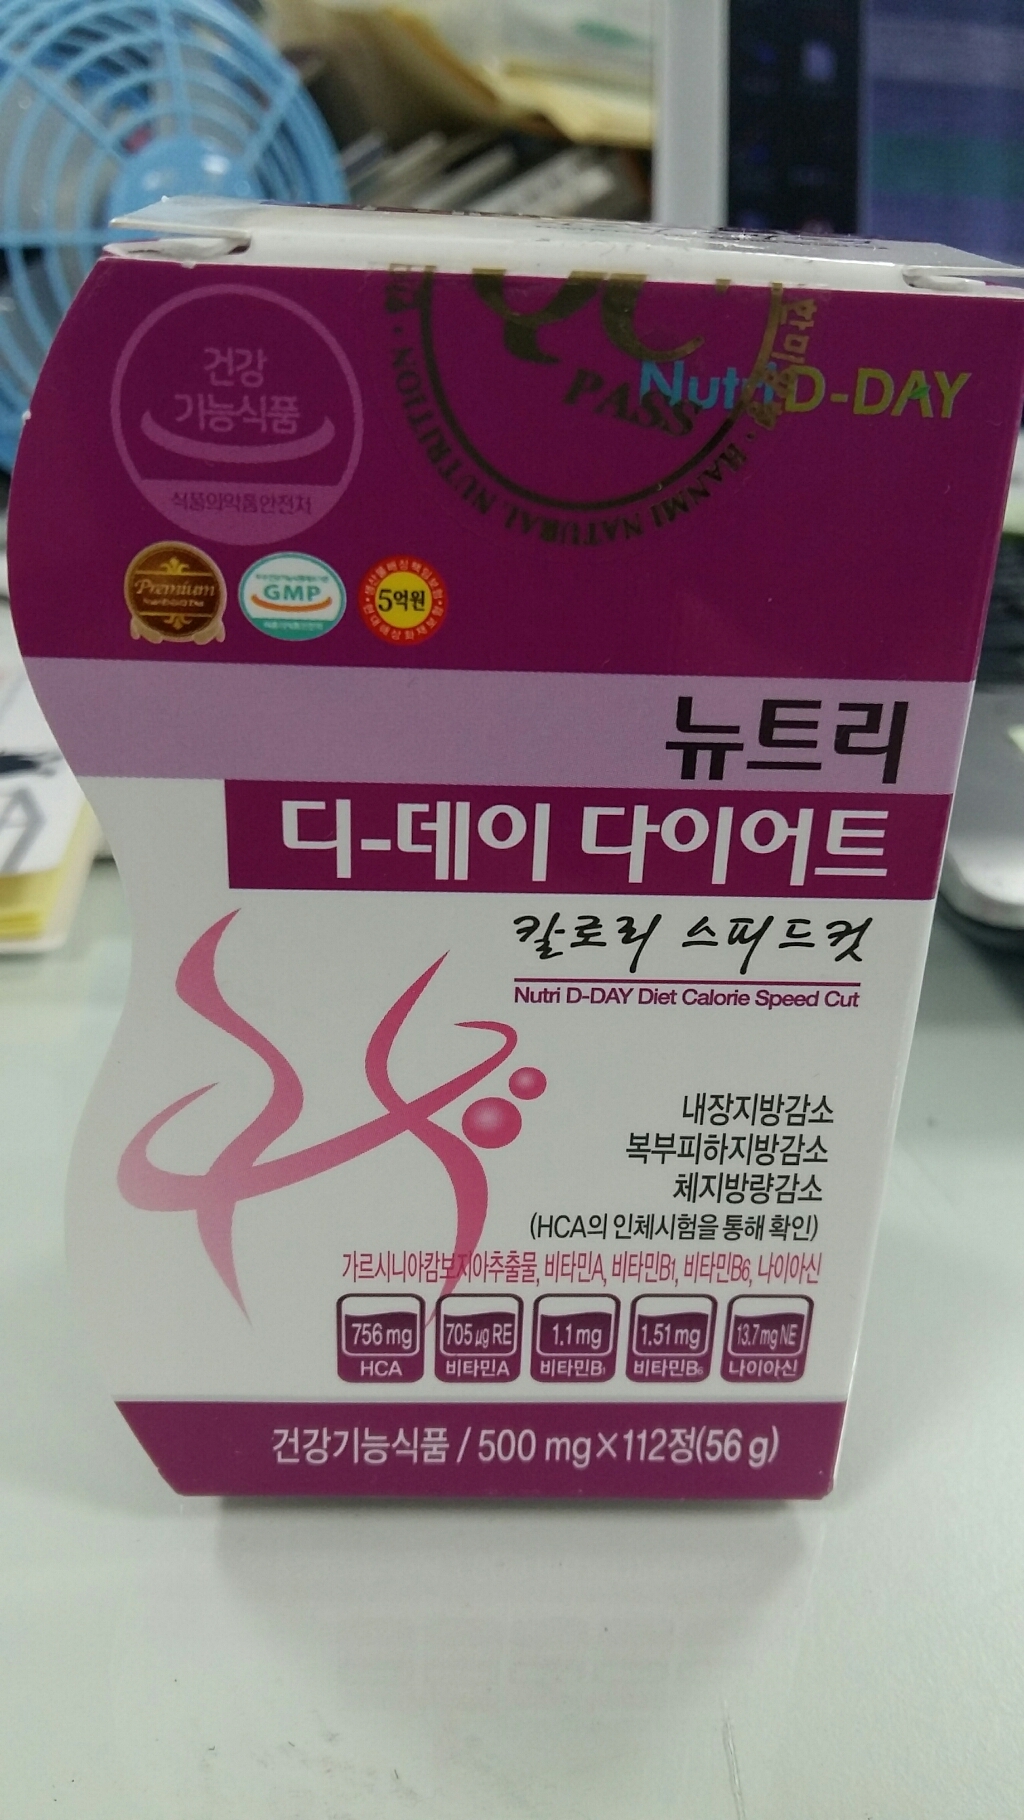 건강
기능식품
식품의약품안전처
QC
PASS
HANMI NATURAL NUTRITION
Nutri D-DAY
Premium
GMP
5억원
뉴트리
디-데이 다이어트
칼로리 스피드컷
Nutri D-DAY Diet Calorie Speed Cut
내장지방감소
복부피하지방감소
체지방량감소
(HCA의 인체시험을 통해 확인)
가르시니아캄보지아추출물, 비타민A, 비타민B1, 비타민B6, 나이아신
756 mg 705 μg RE 1.1 mg 1.51 mg 13.7 mg NE
HCA 비타민A 비타민B1 비타민B6 나이아신
건강기능식품 / 500 mg×112정(56 g)